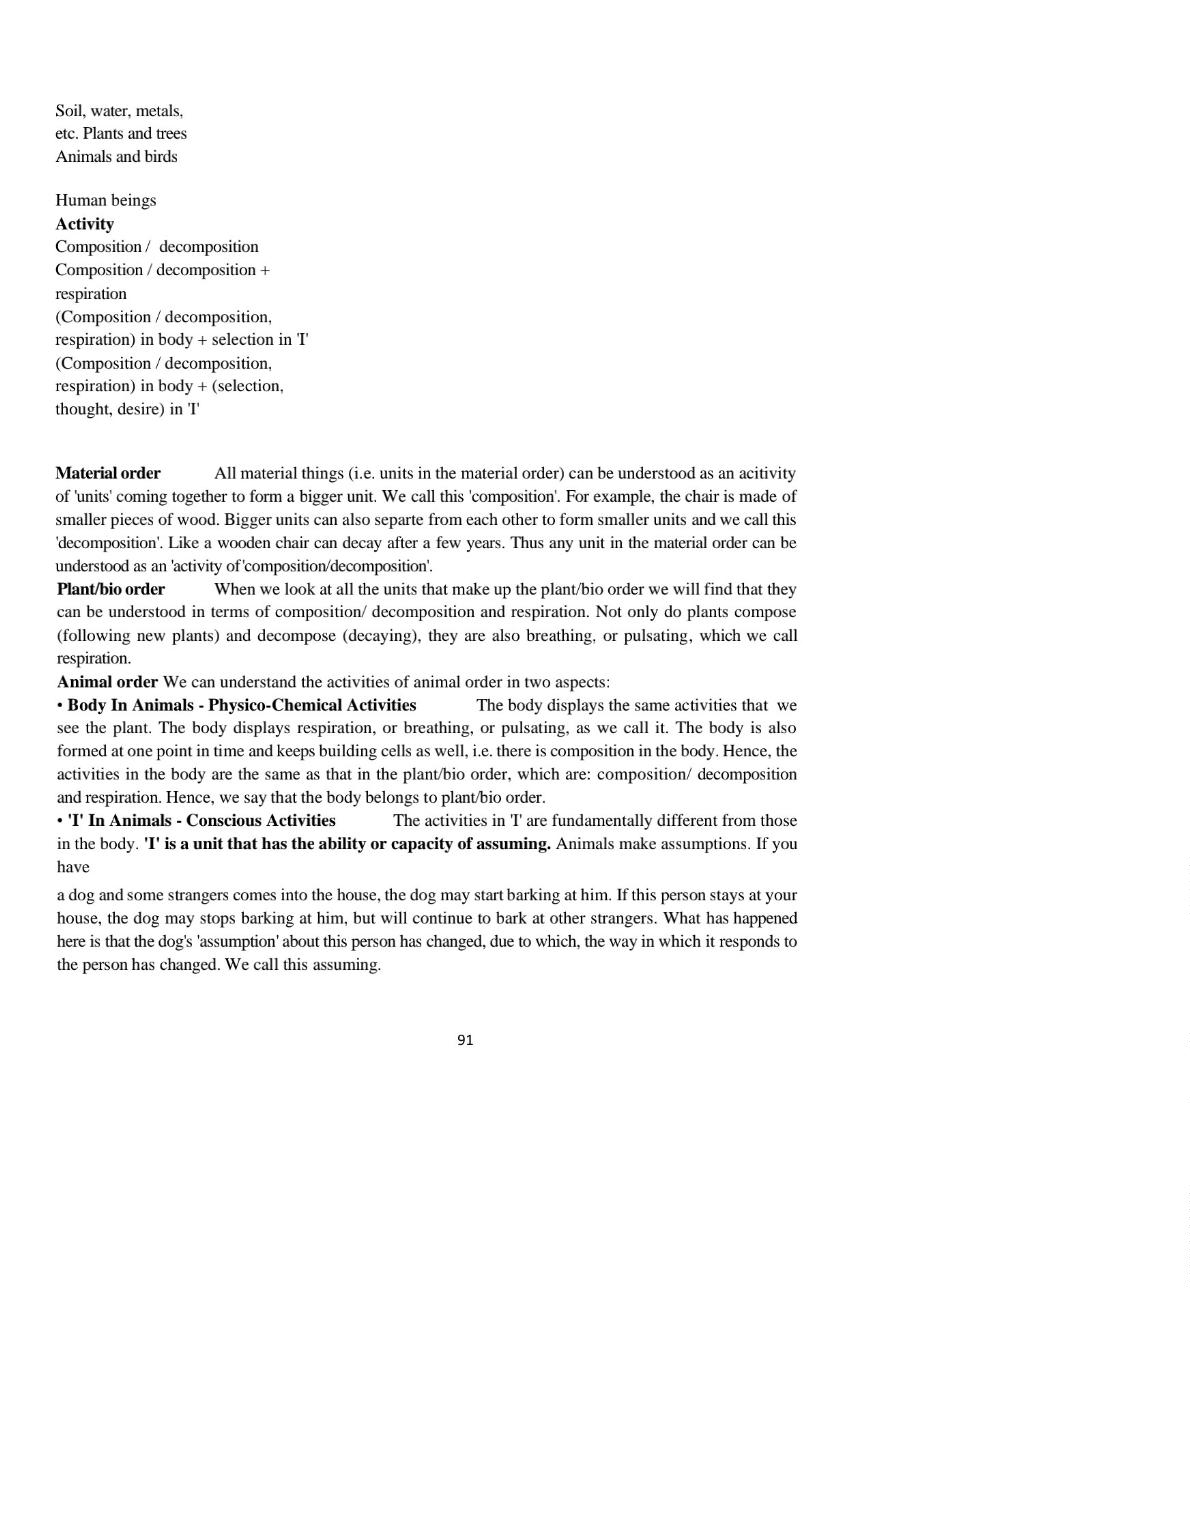 Soil, water, metals,
etc. Plants and trees
Animals and birds
Human beings
Activity
Composition / decomposition
Composition / decomposition +
respiration
(Composition / decomposition,
respiration) in body + selection in 'I'
(Composition / decomposition,
respiration) in body + (selection,
thought, desire) in 'I'
Material order All material things (i.e. units in the material order) can be understood as an acitivity
of 'units' coming together to form a bigger unit. We call this 'composition'. For example, the chair is made of
smaller pieces of wood. Bigger units can also separte from each other to form smaller units and we call this
'decomposition'. Like a wooden chair can decay after a few years. Thus any unit in the material order can be
understood as an 'activity of 'composition/decomposition'.
Plant/bio order When we look at all the units that make up the plant/bio order we will find that they
can be understood in terms of composition/ decomposition and respiration. Not only do plants compose
(following new plants) and decompose (decaying), they are also breathing, or pulsating, which we call
respiration.
Animal order We can understand the activities of animal order in two aspects:
• Body In Animals - Physico-Chemical Activities The body displays the same activities that we
see the plant. The body displays respiration, or breathing, or pulsating, as we call it. The body is also
formed at one point in time and keeps building cells as well, i.e. there is composition in the body. Hence, the
activities in the body are the same as that in the plant/bio order, which are: composition/ decomposition
and respiration. Hence, we say that the body belongs to plant/bio order.
• 'I' In Animals - Conscious Activities The activities in 'I' are fundamentally different from those
in the body. 'I' is a unit that has the ability or capacity of assuming. Animals make assumptions. If you
have
a dog and some strangers comes into the house, the dog may start barking at him. If this person stays at your
house, the dog may stops barking at him, but will continue to bark at other strangers. What has happened
here is that the dog's 'assumption' about this person has changed, due to which, the way in which it responds to
the person has changed. We call this assuming.
91